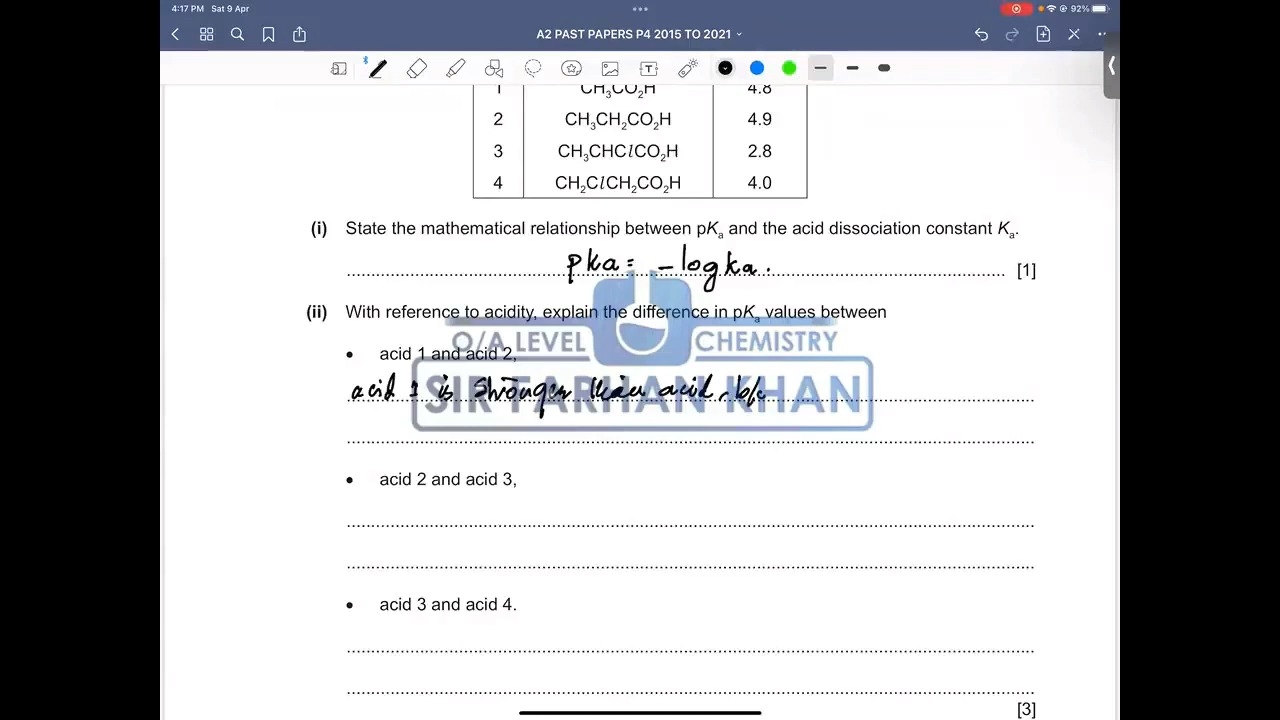 4:17 PM Sat 9 Apr
92%
A2 PAST PAPERS P4 2015 TO 2021
1 CH₃CO₂H 4.8
2 CH₃CH₂CO₂H 4.9
3 CH₃CHClCO₂H 2.8
4 CH₂ClCH₂CO₂H 4.0
(i) State the mathematical relationship between pKₐ and the acid dissociation constant Kₐ.
pka = - log ka . [1]
(ii) With reference to acidity, explain the difference in pKₐ values between
O/A LEVEL CHEMISTRY
• acid 1 and acid 2,
acid 1 is stronger than acid b/c
SIR TARHAN KHAN
• acid 2 and acid 3,
• acid 3 and acid 4.
[3]